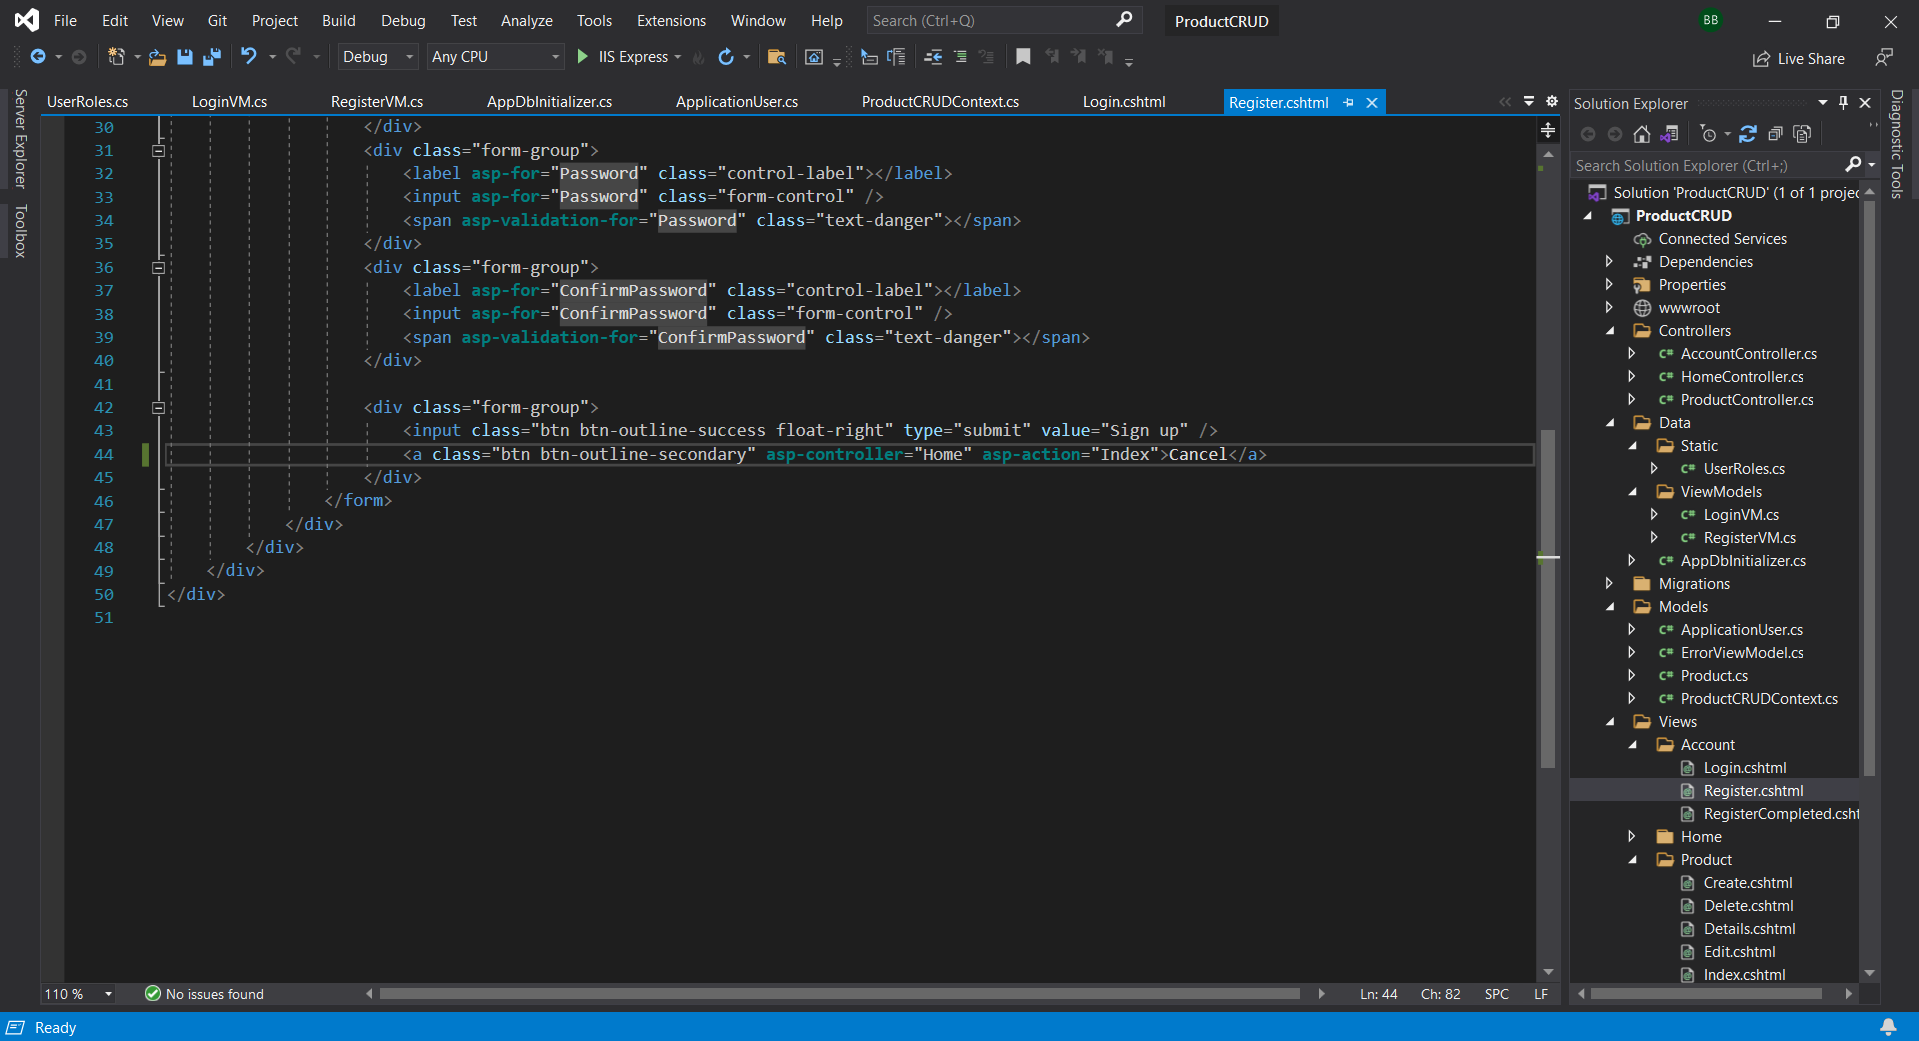 File Edit View Git Project Build Debug Test Analyze Tools Extensions Window Help Search (Ctrl+Q) ProductCRUD BB
Debug Any CPU IIS Express Live Share
Server Explorer
Toolbox
UserRoles.cs LoginVM.cs RegisterVM.cs AppDbInitializer.cs ApplicationUser.cs ProductCRUDContext.cs Login.cshtml Register.cshtml
30 </div>
31 <div class="form-group">
32 <label asp-for="Password" class="control-label"></label>
33 <input asp-for="Password" class="form-control" />
34 <span asp-validation-for="Password" class="text-danger"></span>
35 </div>
36 <div class="form-group">
37 <label asp-for="ConfirmPassword" class="control-label"></label>
38 <input asp-for="ConfirmPassword" class="form-control" />
39 <span asp-validation-for="ConfirmPassword" class="text-danger"></span>
40 </div>
41
42 <div class="form-group">
43 <input class="btn btn-outline-success float-right" type="submit" value="Sign up" />
44 <a class="btn btn-outline-secondary" asp-controller="Home" asp-action="Index">Cancel</a>
45 </div>
46 </form>
47 </div>
48 </div>
49 </div>
50 </div>
51
110 % No issues found Ln: 44 Ch: 82 SPC LF
Solution Explorer
Search Solution Explorer (Ctrl+;)
Solution 'ProductCRUD' (1 of 1 projec
ProductCRUD
Connected Services
Dependencies
Properties
wwwroot
Controllers
C# AccountController.cs
C# HomeController.cs
C# ProductController.cs
Data
Static
C# UserRoles.cs
ViewModels
C# LoginVM.cs
C# RegisterVM.cs
C# AppDbInitializer.cs
Migrations
Models
C# ApplicationUser.cs
C# ErrorViewModel.cs
C# Product.cs
C# ProductCRUDContext.cs
Views
Account
Login.cshtml
Register.cshtml
RegisterCompleted.csht
Home
Product
Create.cshtml
Delete.cshtml
Details.cshtml
Edit.cshtml
Index.cshtml
Diagnostic Tools
Ready